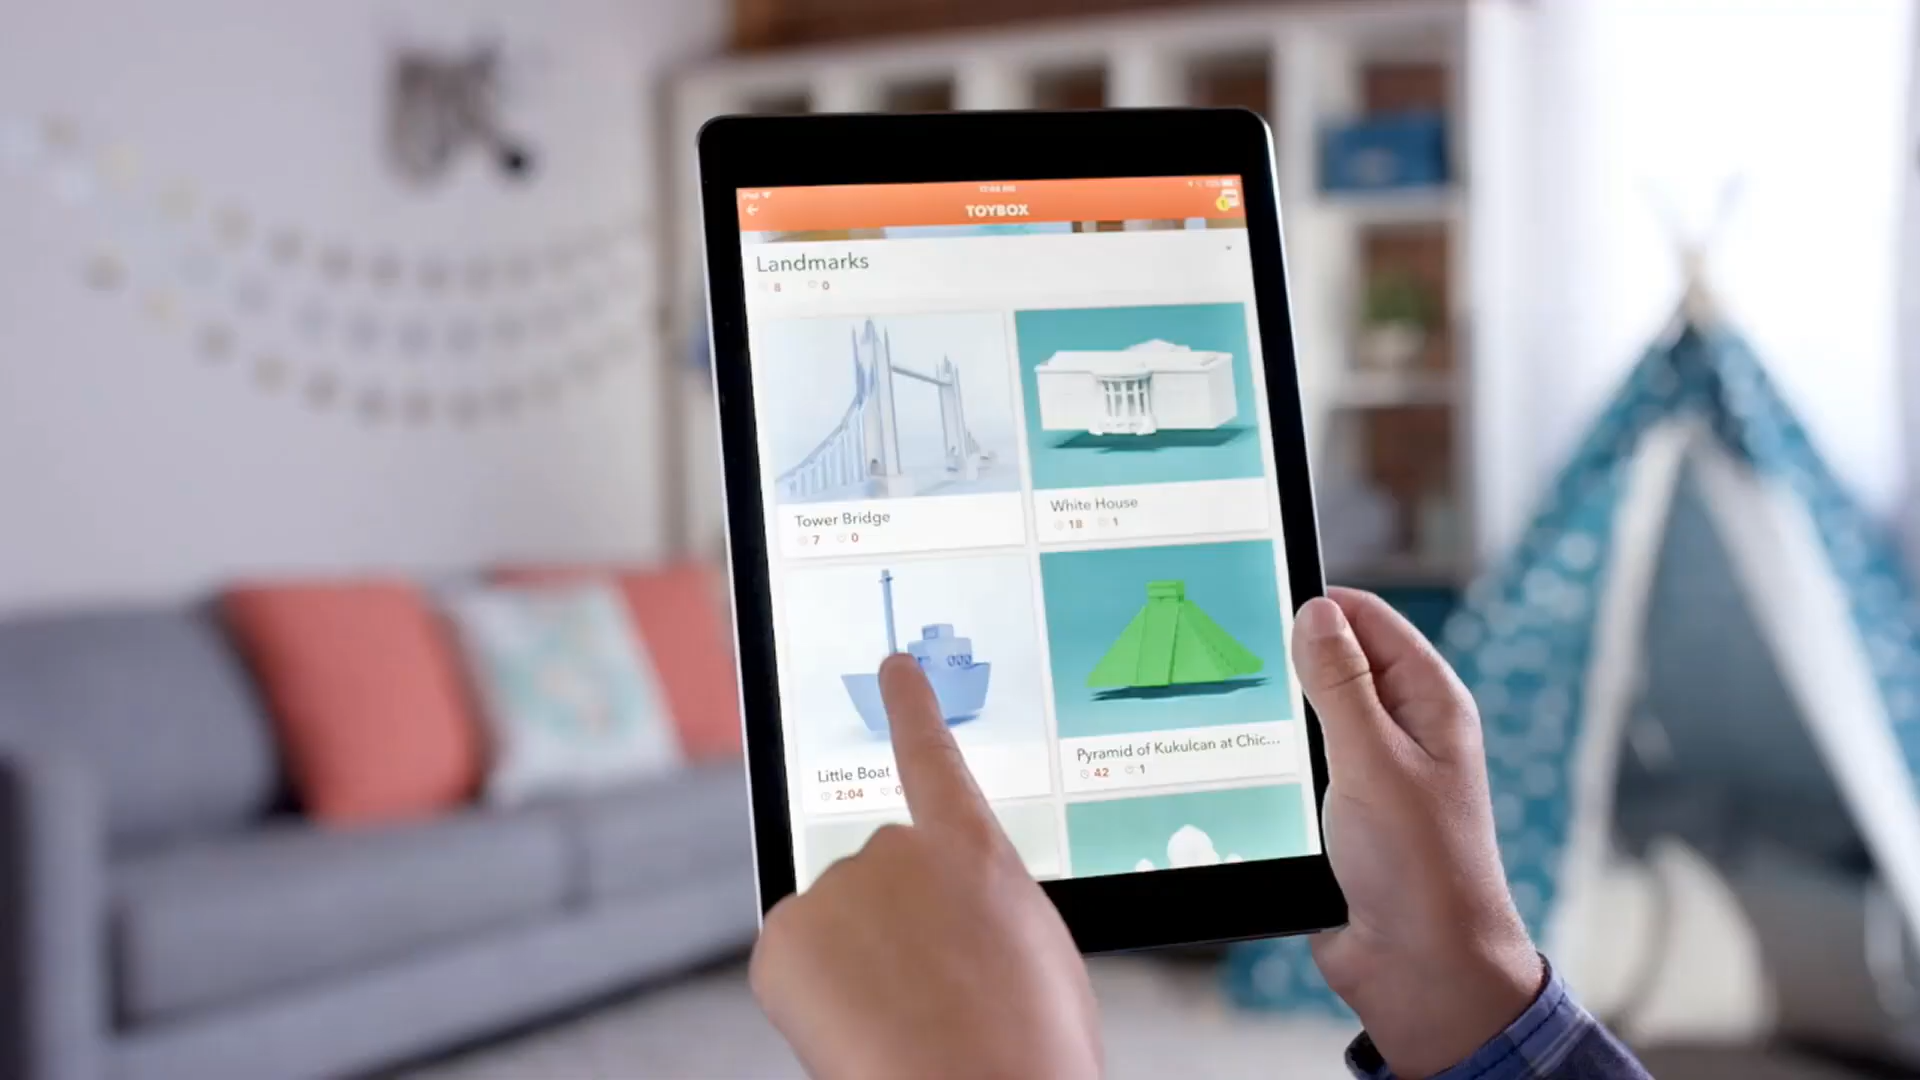 TOYBOX
Landmarks
8 0
Tower Bridge
7 0
White House
18 1
Little Boat
2:04 0
Pyramid of Kukulcan at Chic...
42 1